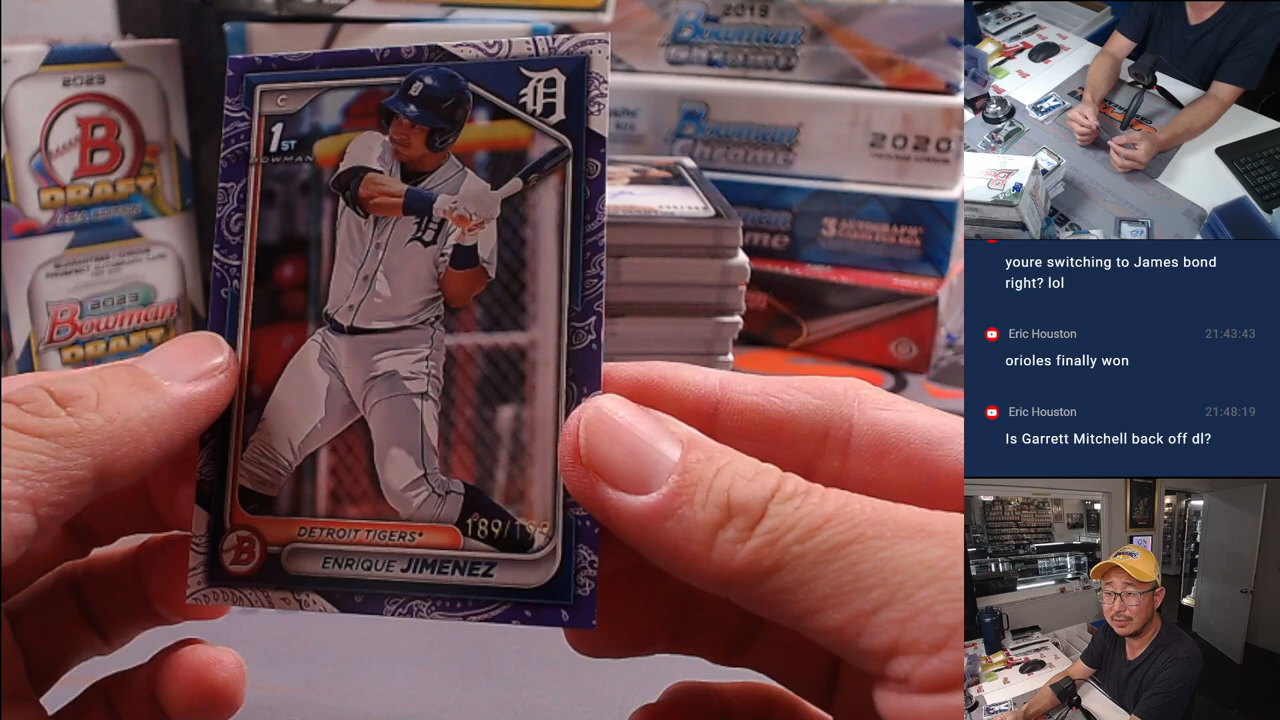 2023
B
DRAFT
ASIA EDITION
2023
Bowman
DRAFT
2019
Bowman
Chrome
Bowman
Chrome
2020
3 AUTOGRAPH
C
1ST
BOWMAN
D
D
DETROIT TIGERS
189/199
B
ENRIQUE JIMENEZ
youre switching to James bond
right? lol
Eric Houston 21:43:43
orioles finally won
Eric Houston 21:48:19
Is Garrett Mitchell back off dl?